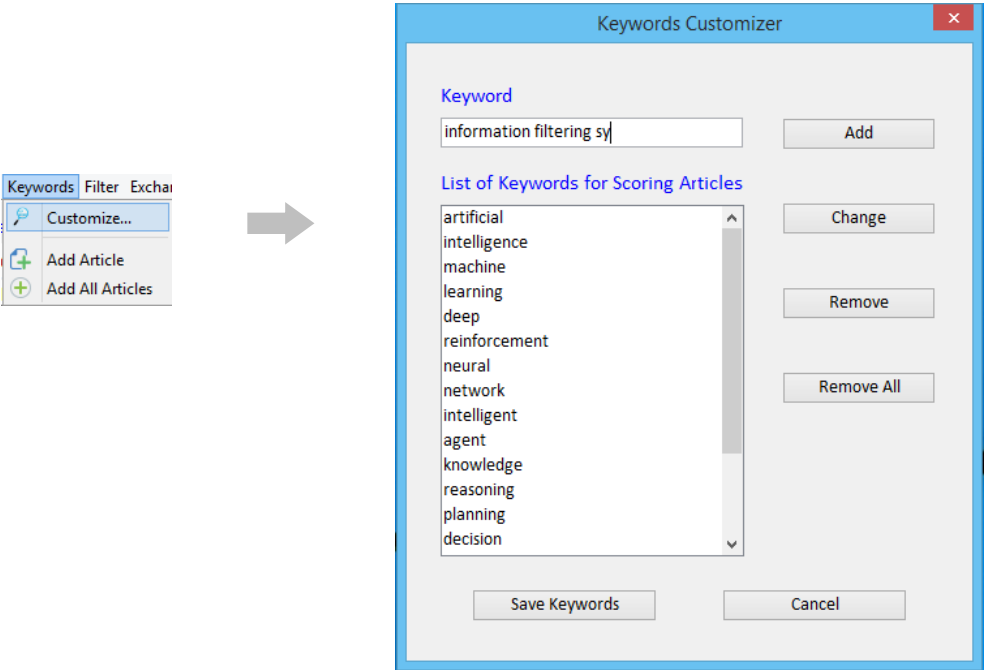 Keywords Filter
Customize...
Add Article
Add All Articles
Keywords Customizer
Keyword
information filtering sy
Add
List of Keywords for Scoring Articles
artificial
intelligence
machine
learning
deep
reinforcement
neural
network
intelligent
agent
knowledge
reasoning
planning
decision
Change
Remove
Remove All
Save Keywords
Cancel